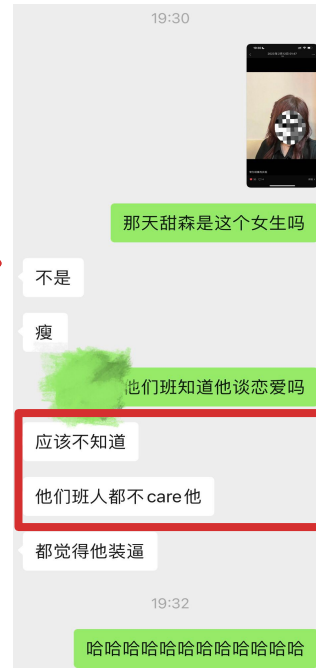 19:30
那天甜森是这个女生吗
不是
瘦
他们班知道他谈恋爱吗
应该不知道
他们班人都不care他
都觉得他装逼
19:32
哈哈哈哈哈哈哈哈哈哈哈哈